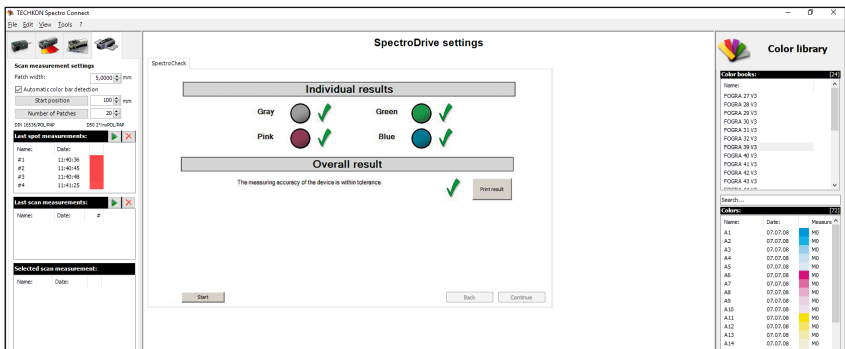 TECHKON Spectro Connect
File Edit View Tools ?
Scan measurement settings
Patch width: 5,0000 mm
Automatic color bar detection
Start position 100 mm
Number of Patches 20
DIN 16536/POL/PAP D50 2°/noPOL/PAP
Last spot measurements:
Name: Date:
#1 11:40:36
#2 11:40:45
#3 11:40:48
#4 11:41:25
Last scan measurements:
Name: Date: #
Selected scan measurement:
Name: Date:
SpectroDrive settings
SpectroCheck
Individual results
Gray Green
Pink Blue
Overall result
The measuring accuracy of the device is within tolerance.
Print result
Start Back Continue
Color library
Color books: [24]
Name:
FOGRA 27 V3
FOGRA 28 V3
FOGRA 29 V3
FOGRA 30 V3
FOGRA 31 V3
FOGRA 32 V3
FOGRA 39 V3
FOGRA 40 V3
FOGRA 41 V3
FOGRA 42 V3
FOGRA 43 V3
Search...
Colors: [72]
Name: Date: Measure
A1 07.07.08 M0
A2 07.07.08 M0
A3 07.07.08 M0
A4 07.07.08 M0
A5 07.07.08 M0
A6 07.07.08 M0
A7 07.07.08 M0
A8 07.07.08 M0
A9 07.07.08 M0
A10 07.07.08 M0
A11 07.07.08 M0
A12 07.07.08 M0
A13 07.07.08 M0
A14 07.07.08 M0